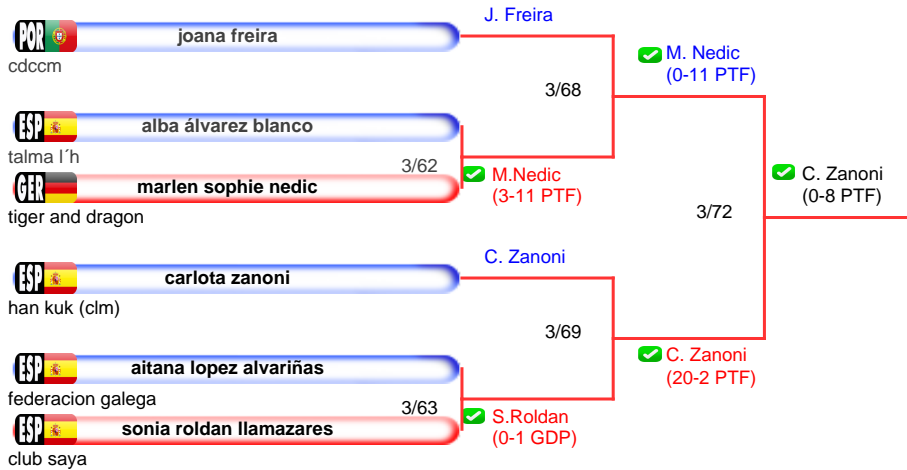 J. Freira
POR joana freira
cdccm
M. Nedic
(0-11 PTF)
3/68
ESP alba álvarez blanco
talma l´h
3/62
GER marlen sophie nedic
tiger and dragon
M.Nedic
(3-11 PTF)
C. Zanoni
(0-8 PTF)
3/72
C. Zanoni
ESP carlota zanoni
han kuk (clm)
3/69
ESP aitana lopez alvariñas
federacion galega
C. Zanoni
(20-2 PTF)
3/63
ESP sonia roldan llamazares
club saya
S.Roldan
(0-1 GDP)